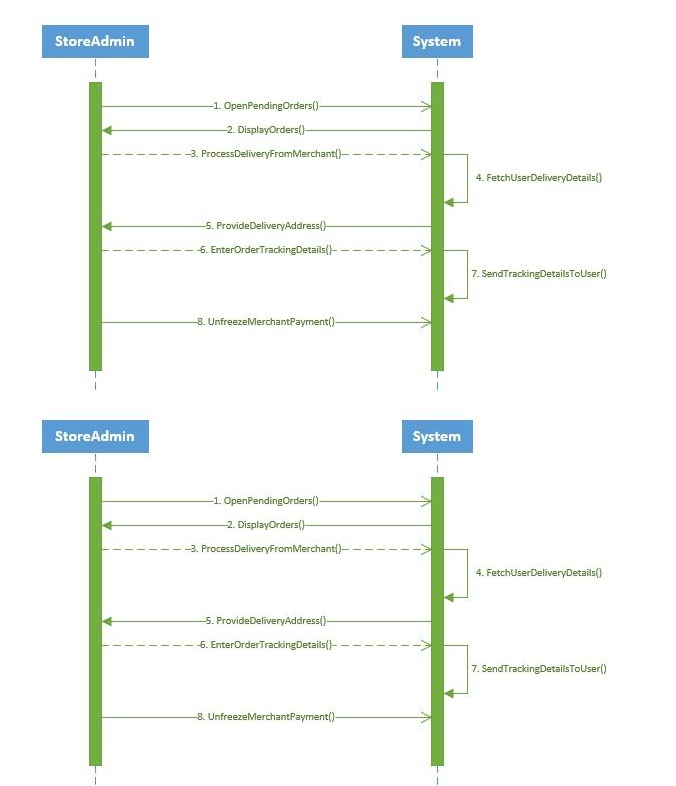 StoreAdmin System
1. OpenPendingOrders()
2. DisplayOrders()
3. ProcessDeliveryFromMerchant()
4. FetchUserDeliveryDetails()
5. ProvideDeliveryAddress()
6. EnterOrderTrackingDetails()
7. SendTrackingDetailsToUser()
8. UnfreezeMerchantPayment()
StoreAdmin System
1. OpenPendingOrders()
2. DisplayOrders()
3. ProcessDeliveryFromMerchant()
4. FetchUserDeliveryDetails()
5. ProvideDeliveryAddress()
6. EnterOrderTrackingDetails()
7. SendTrackingDetailsToUser()
8. UnfreezeMerchantPayment()